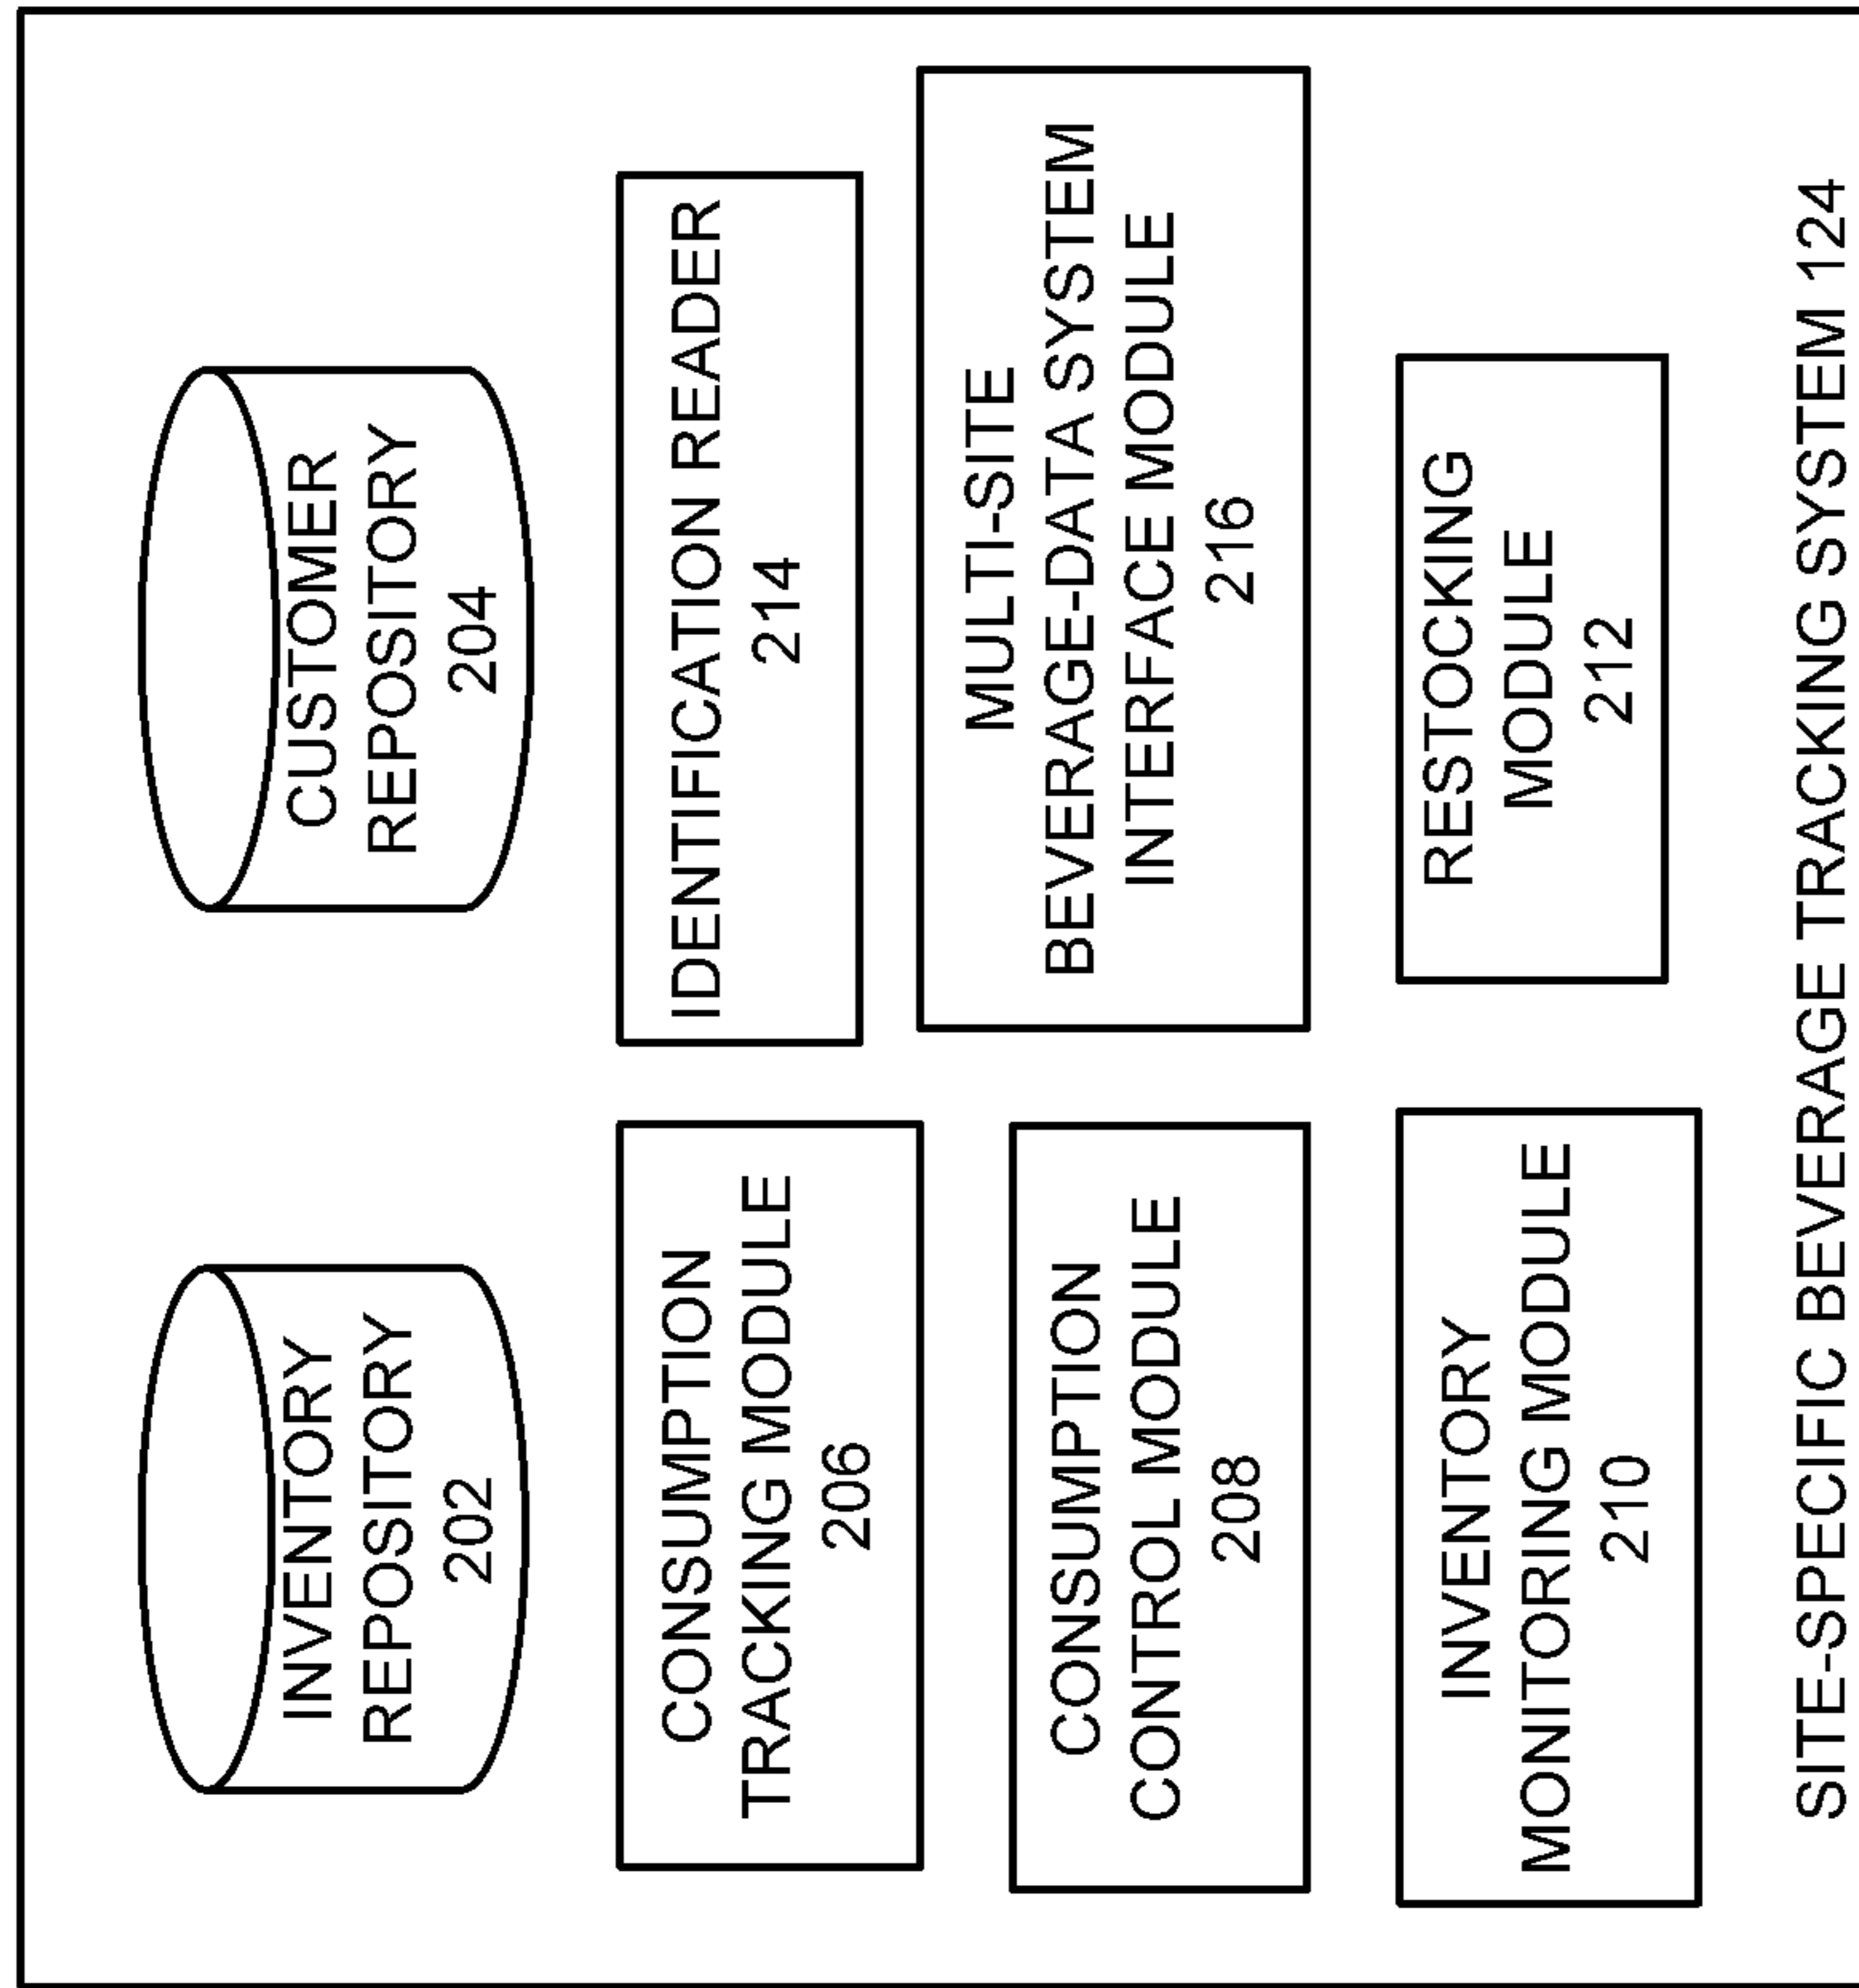 INVENTORY
REPOSITORY
202
CUSTOMER
REPOSITORY
204
CONSUMPTION
TRACKING MODULE
206
IDENTIFICATION READER
214
CONSUMPTION
CONTROL MODULE
208
MULTI-SITE
BEVERAGE-DATA SYSTEM
INTERFACE MODULE
216
INVENTORY
MONITORING MODULE
210
RESTOCKING
MODULE
212
SITE-SPECIFIC BEVERAGE TRACKING SYSTEM 124